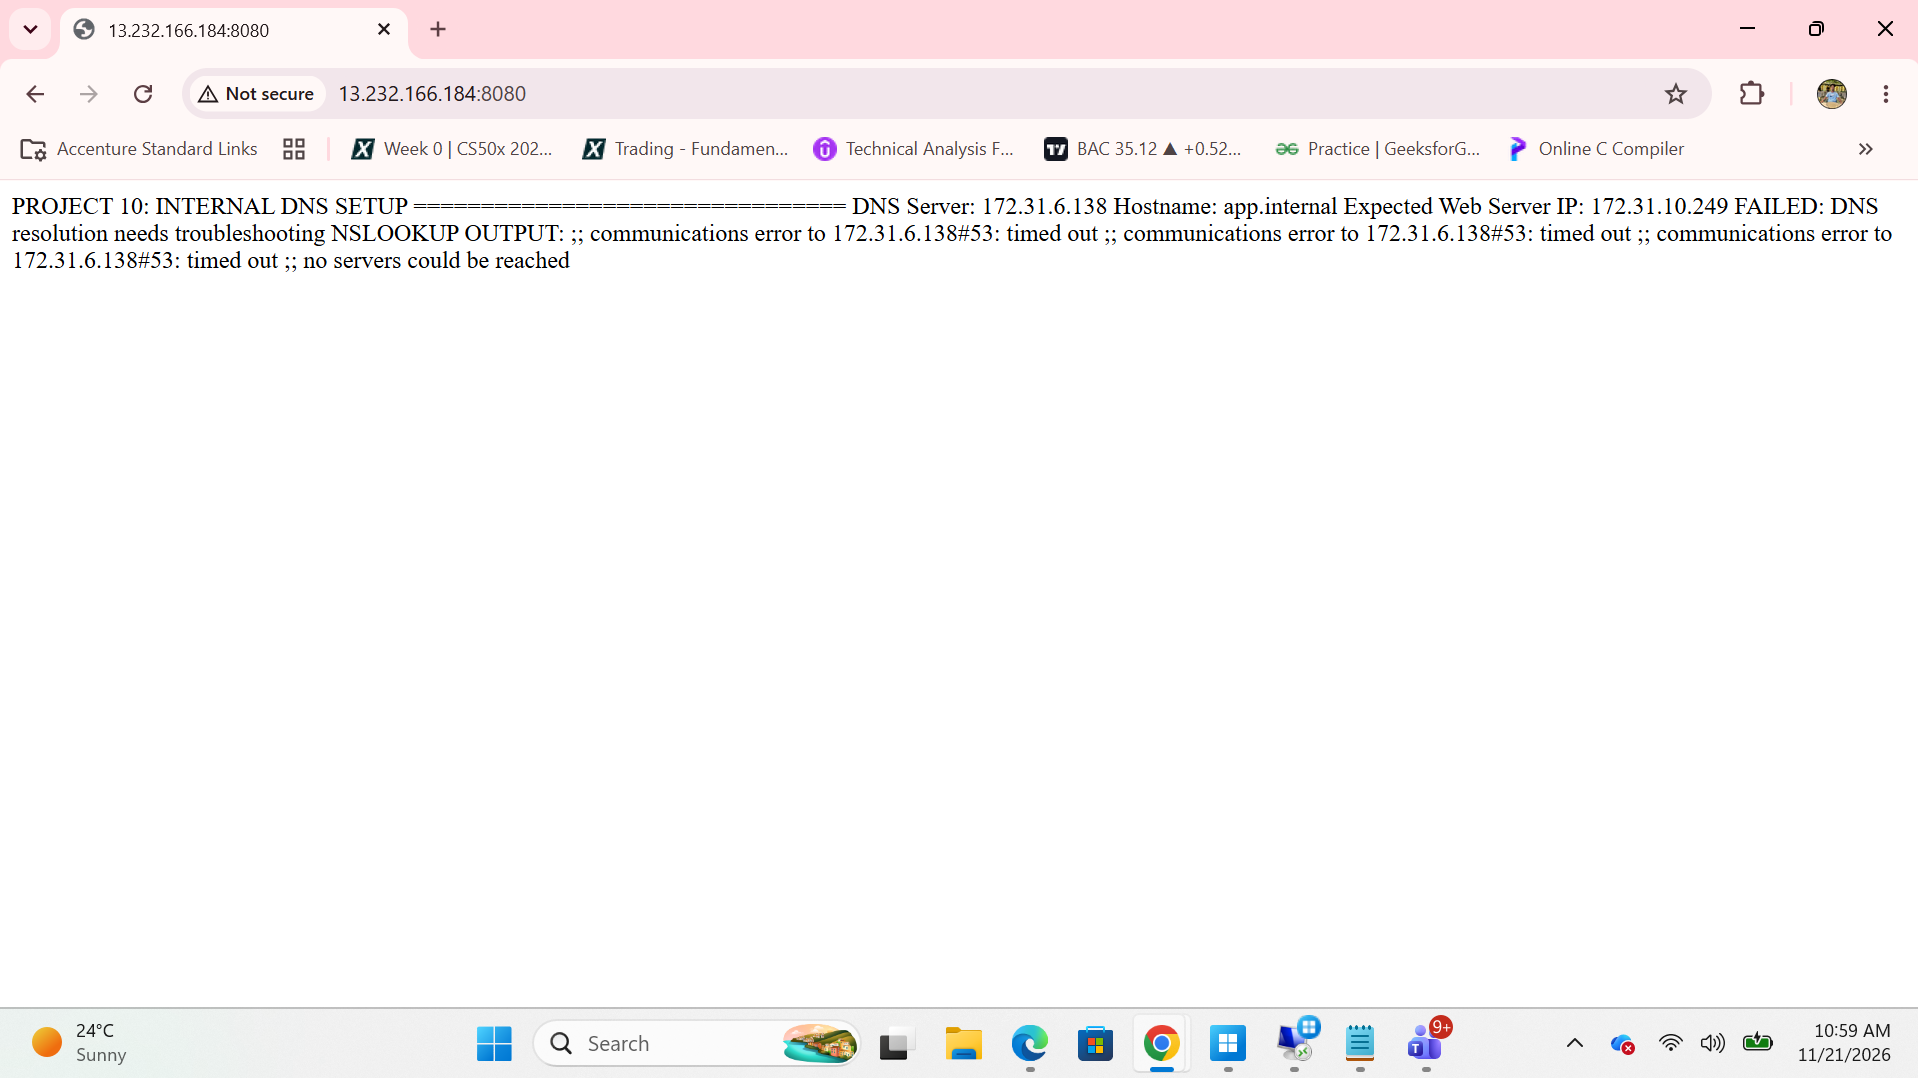 13.232.166.184:8080
Not secure
13.232.166.184:8080
Accenture Standard Links
Week 0 | CS50x 202...
Trading - Fundamen...
Technical Analysis F...
BAC 35.12 ▲ +0.52...
Practice | GeeksforG...
Online C Compiler
PROJECT 10: INTERNAL DNS SETUP ================================ DNS Server: 172.31.6.138 Hostname: app.internal Expected Web Server IP: 172.31.10.249 FAILED: DNS
resolution needs troubleshooting NSLOOKUP OUTPUT: ;; communications error to 172.31.6.138#53: timed out ;; communications error to 172.31.6.138#53: timed out ;; communications error to
172.31.6.138#53: timed out ;; no servers could be reached
24°C
Sunny
Search
9+
10:59 AM
11/21/2026